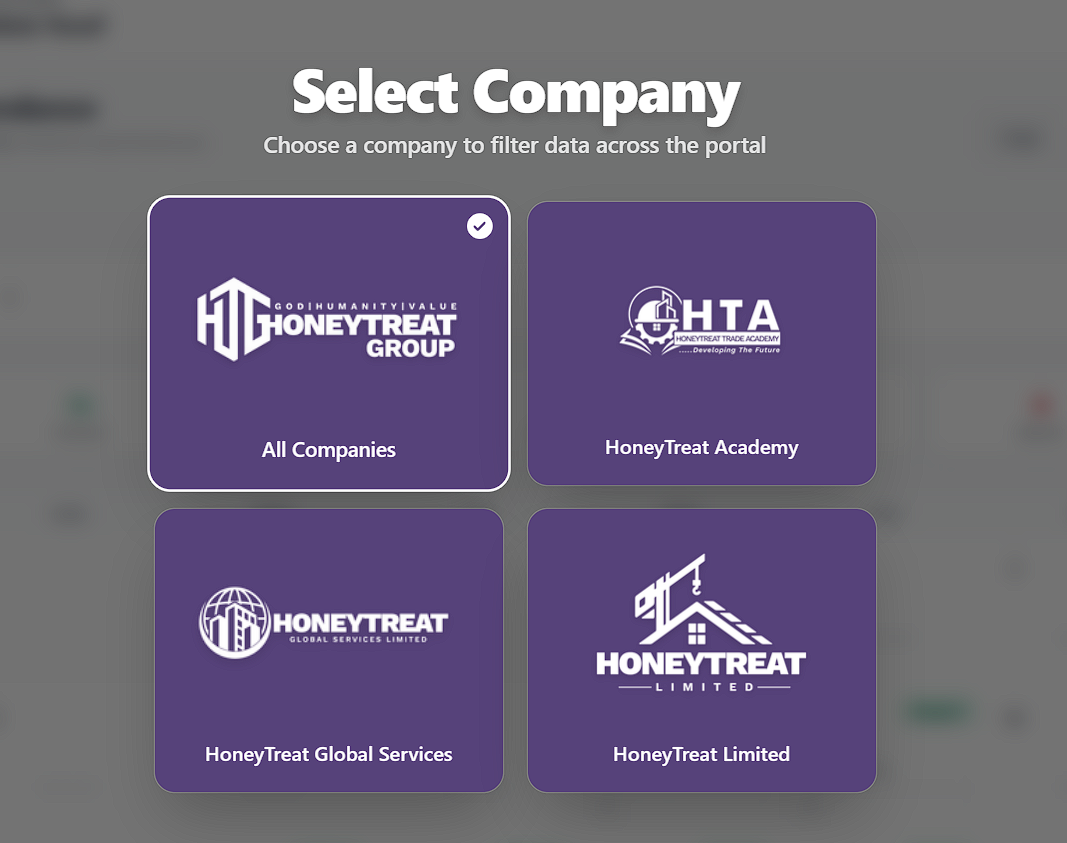 Select Company
Choose a company to filter data across the portal
GOD|HUMANITY|VALUE
HONEYTREAT
GROUP
All Companies
HTA
HONEYTREAT TRADE ACADEMY
.....Developing The Future
HoneyTreat Academy
HONEYTREAT
GLOBAL SERVICES LIMITED
HoneyTreat Global Services
HONEYTREAT
LIMITED
HoneyTreat Limited